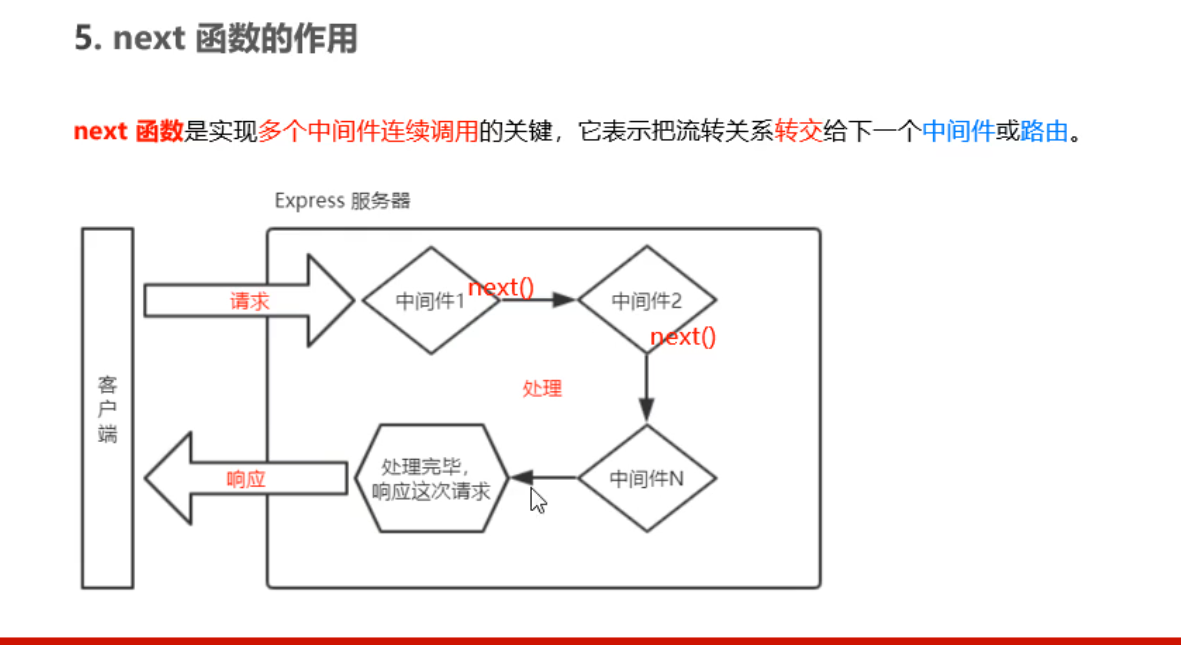 5. next 函数的作用
next 函数是实现多个中间件连续调用的关键，它表示把流转关系转交给下一个中间件或路由。
Express 服务器
客户端
请求
中间件1
next()
中间件2
next()
处理
响应
处理完毕，
响应这次请求
中间件N